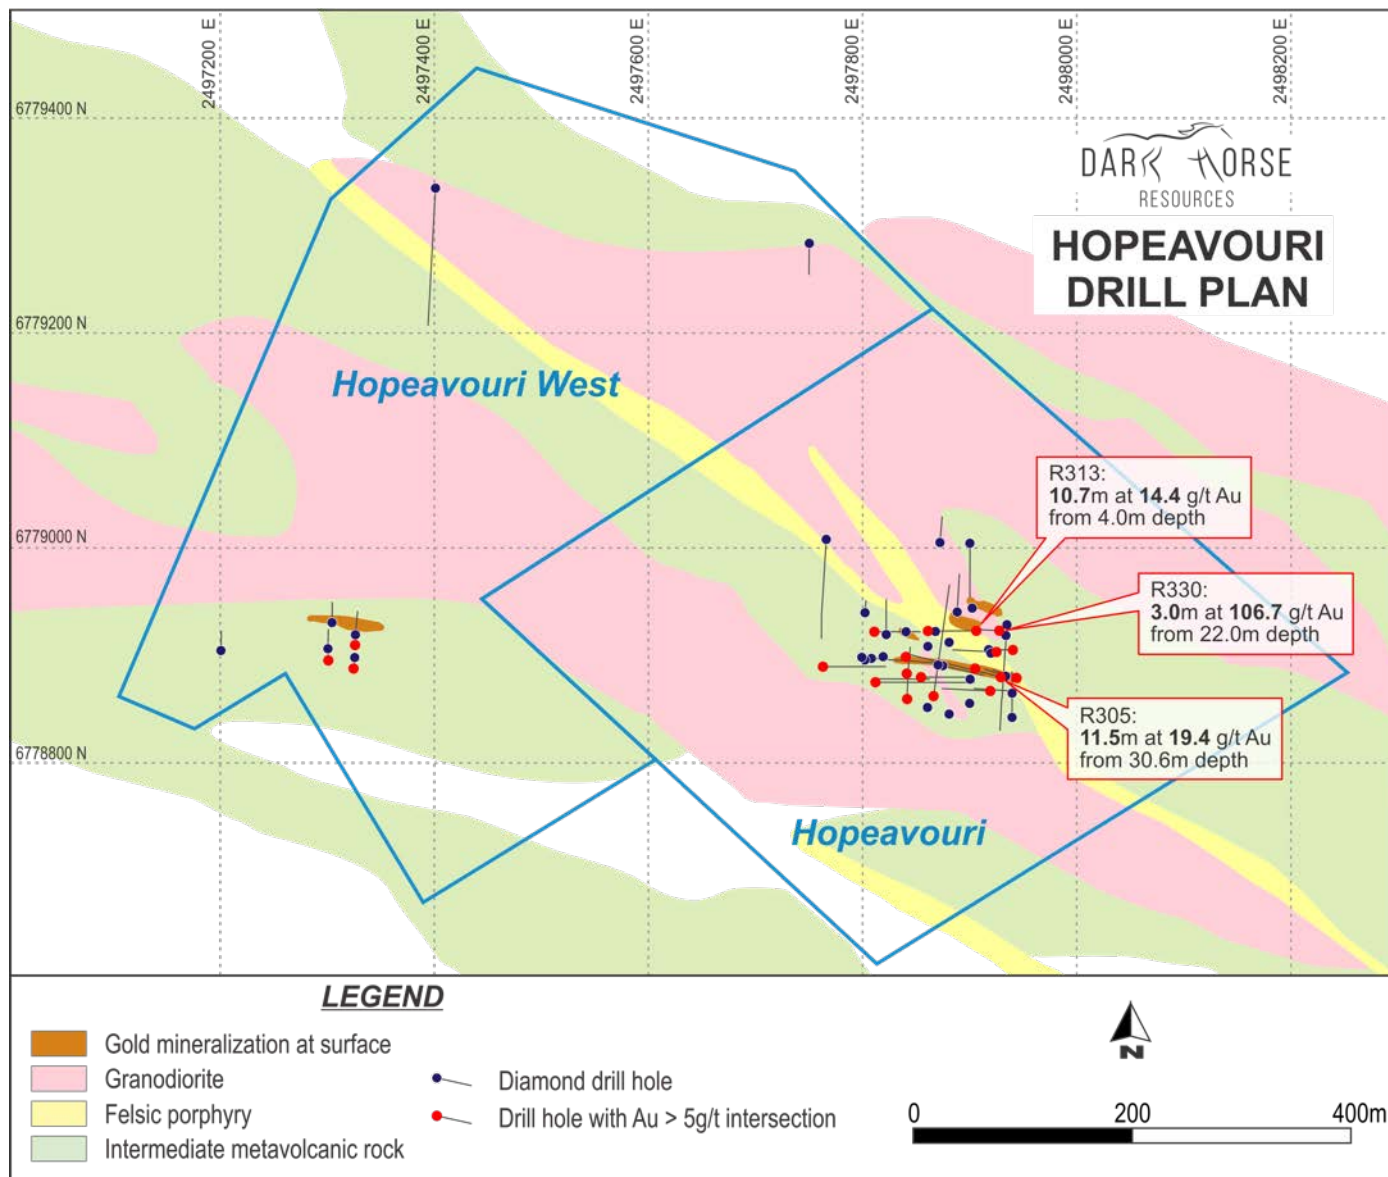 2497200 E
2497400 E
2497600 E
2497800 E
2498000 E
2498200 E
6779400 N
DARK HORSE
RESOURCES
HOPEAVOURI
DRILL PLAN
6779200 N
Hopeavouri West
R313:
10.7m at 14.4 g/t Au
from 4.0m depth
6779000 N
R330:
3.0m at 106.7 g/t Au
from 22.0m depth
R305:
11.5m at 19.4 g/t Au
from 30.6m depth
6778800 N
Hopeavouri
LEGEND
Gold mineralization at surface
Granodiorite
Felsic porphyry
Intermediate metavolcanic rock
Diamond drill hole
Drill hole with Au > 5g/t intersection
N
0 200 400m